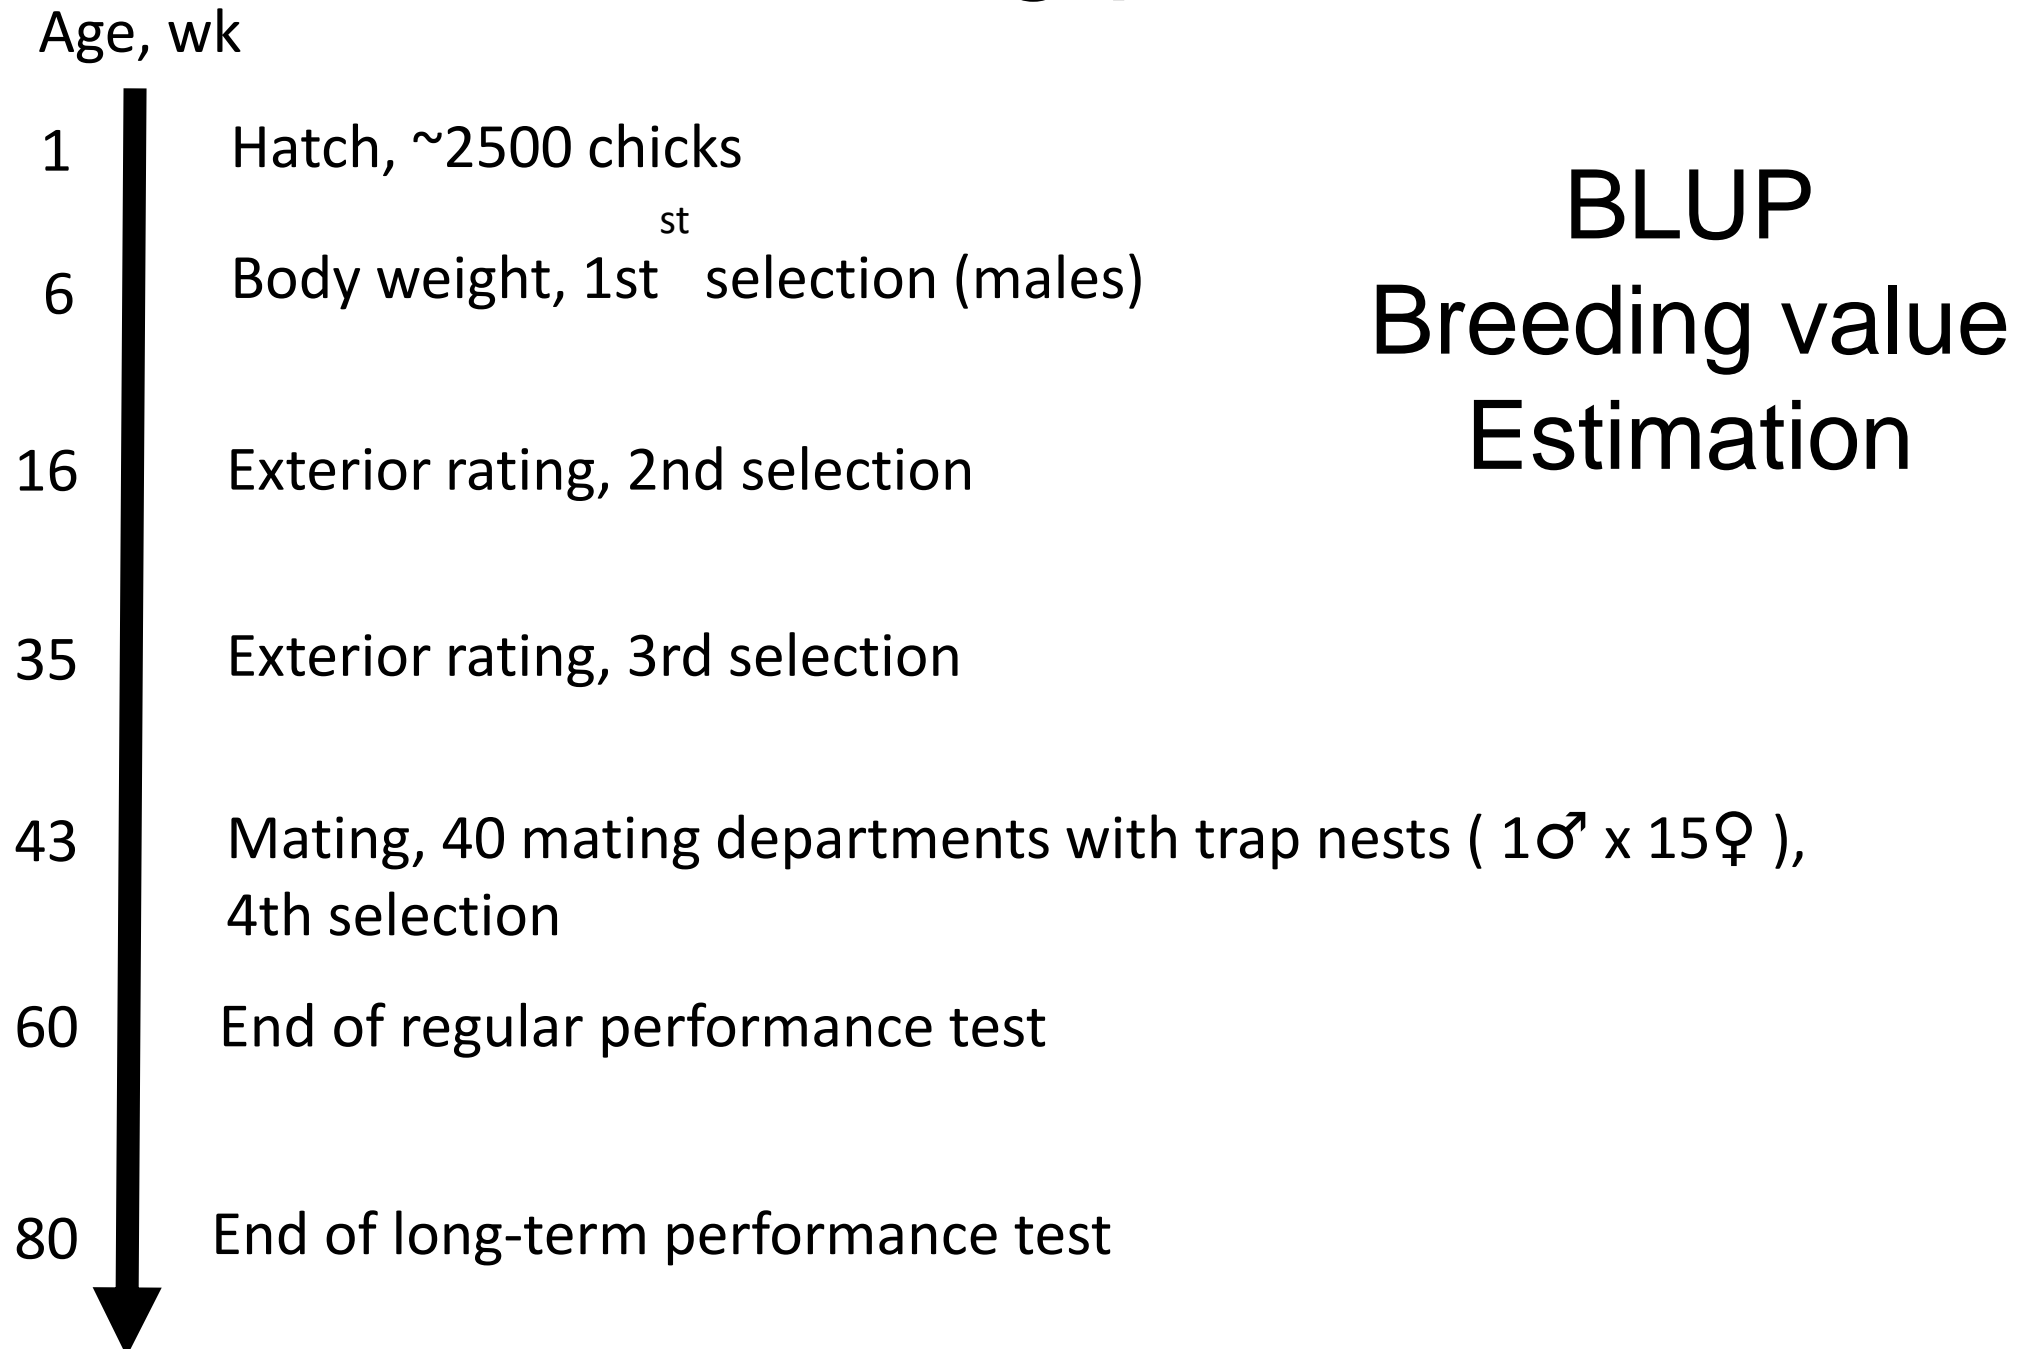 Age, wk
1 Hatch, ~2500 chicks
st
6 Body weight, 1st selection (males)
BLUP
Breeding value
Estimation
16 Exterior rating, 2nd selection
35 Exterior rating, 3rd selection
43 Mating, 40 mating departments with trap nests ( 1♂ x 15♀ ),
4th selection
60 End of regular performance test
80 End of long-term performance test